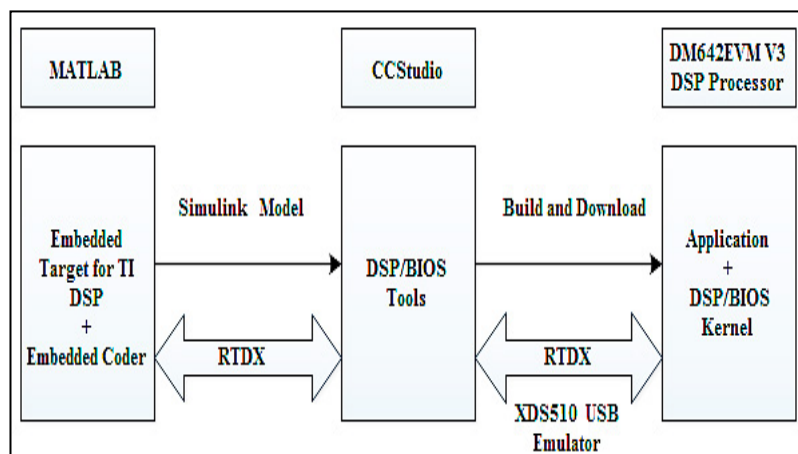 MATLAB
CCStudio
DM642EVM V3
DSP Processor
Embedded
Target for TI
DSP
+
Embedded Coder
Simulink Model
RTDX
DSP/BIOS
Tools
Build and Download
RTDX
XDS510 USB
Emulator
Application
+
DSP/BIOS
Kernel